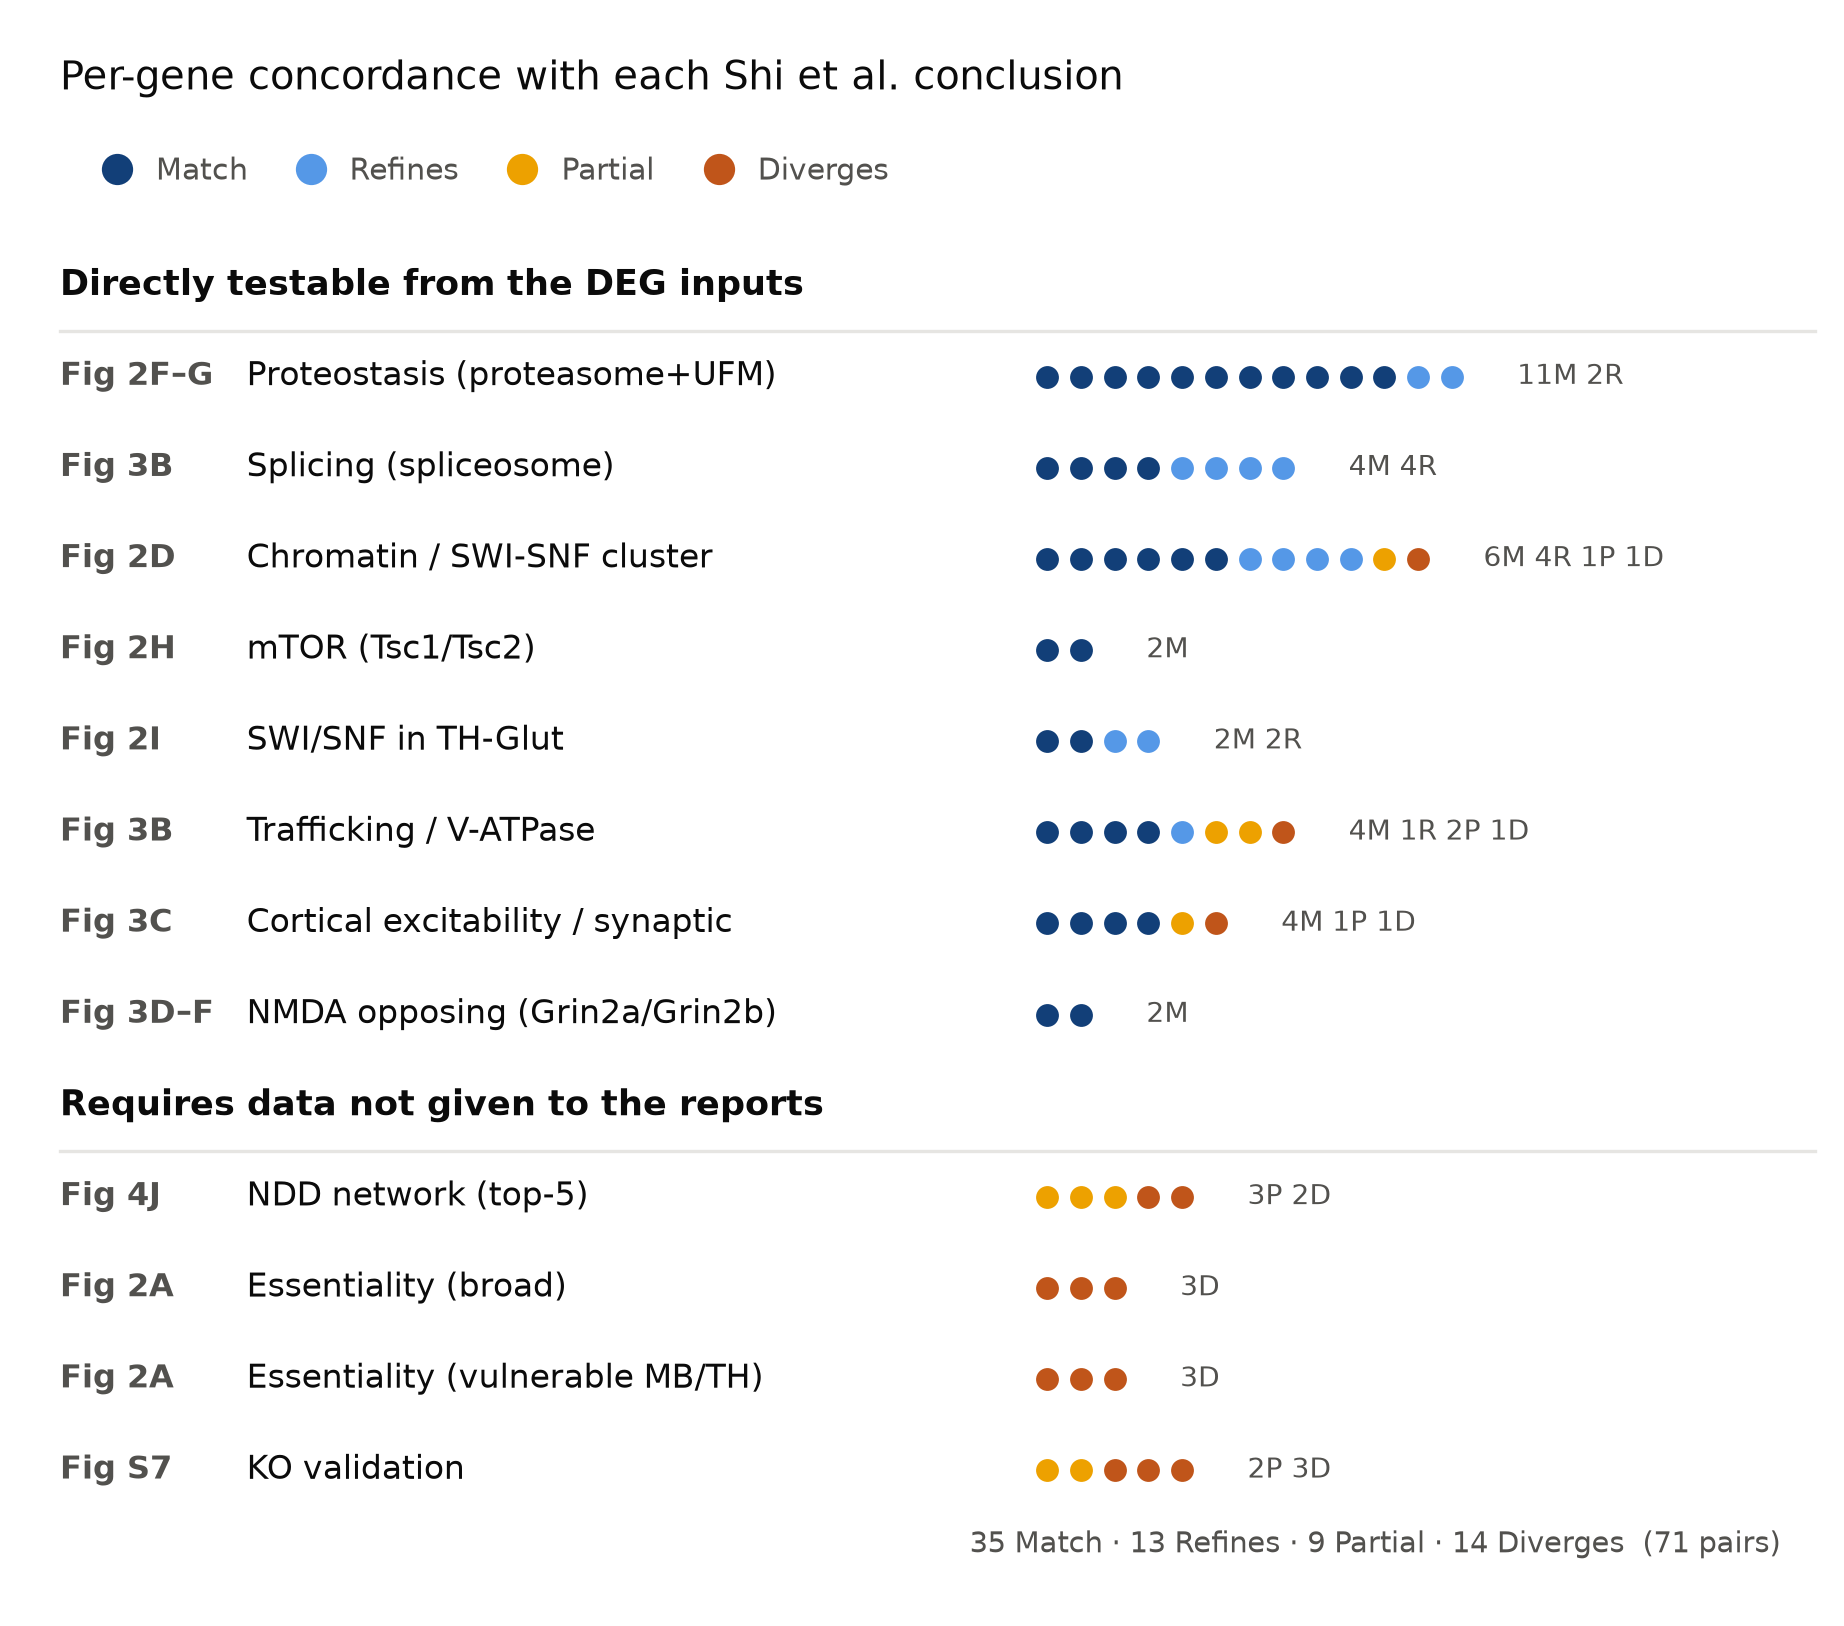 Per-gene concordance with each Shi et al. conclusion
Match Refines Partial Diverges
Directly testable from the DEG inputs
Fig 2F–G Proteostasis (proteasome+UFM) 11M 2R
Fig 3B Splicing (spliceosome) 4M 4R
Fig 2D Chromatin / SWI-SNF cluster 6M 4R 1P 1D
Fig 2H mTOR (Tsc1/Tsc2) 2M
Fig 2I SWI/SNF in TH-Glut 2M 2R
Fig 3B Trafficking / V-ATPase 4M 1R 2P 1D
Fig 3C Cortical excitability / synaptic 4M 1P 1D
Fig 3D–F NMDA opposing (Grin2a/Grin2b) 2M
Requires data not given to the reports
Fig 4J NDD network (top-5) 3P 2D
Fig 2A Essentiality (broad) 3D
Fig 2A Essentiality (vulnerable MB/TH) 3D
Fig S7 KO validation 2P 3D
35 Match · 13 Refines · 9 Partial · 14 Diverges (71 pairs)